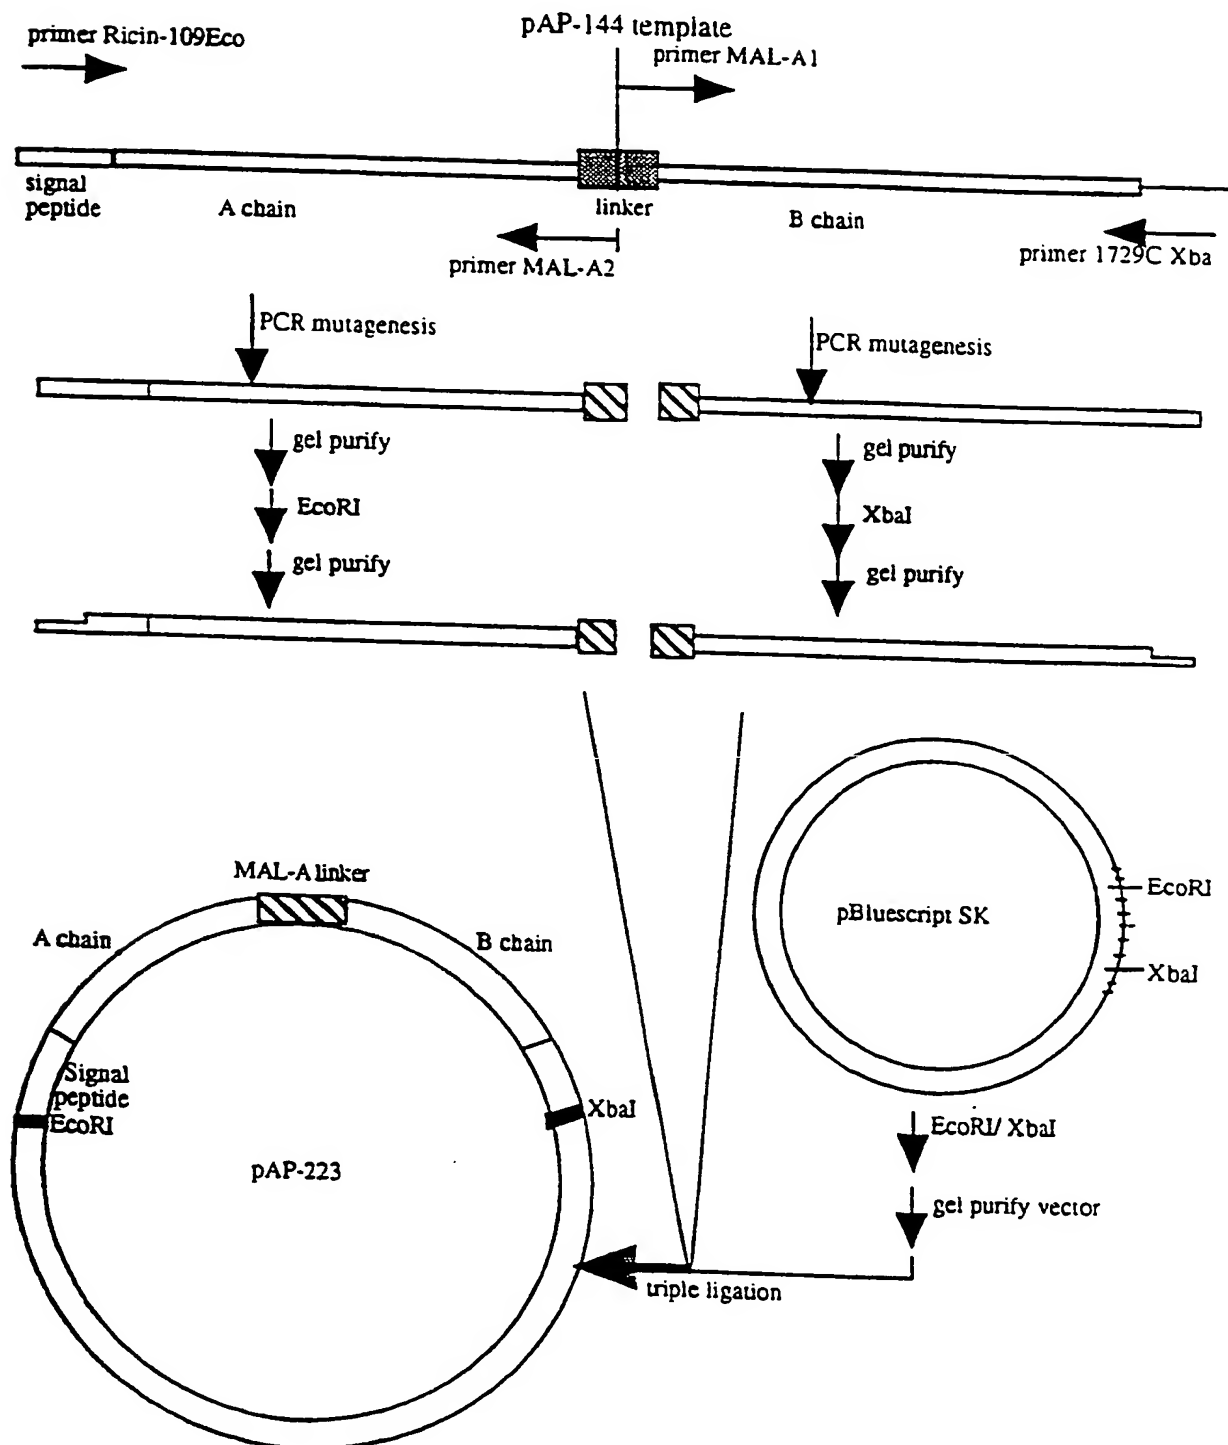 pAP-144 template
primer Ricin-109Eco
primer MAL-A1
signal
peptide
A chain
linker
B chain
primer MAL-A2
primer 1729C Xba
PCR mutagenesis
PCR mutagenesis
gel purify
EcoRI
gel purify
gel purify
XbaI
gel purify
MAL-A linker
A chain
B chain
Signal
peptide
EcoRI
XbaI
pAP-223
pBluescript SK
EcoRI
XbaI
EcoRI/ XbaI
gel purify vector
triple ligation